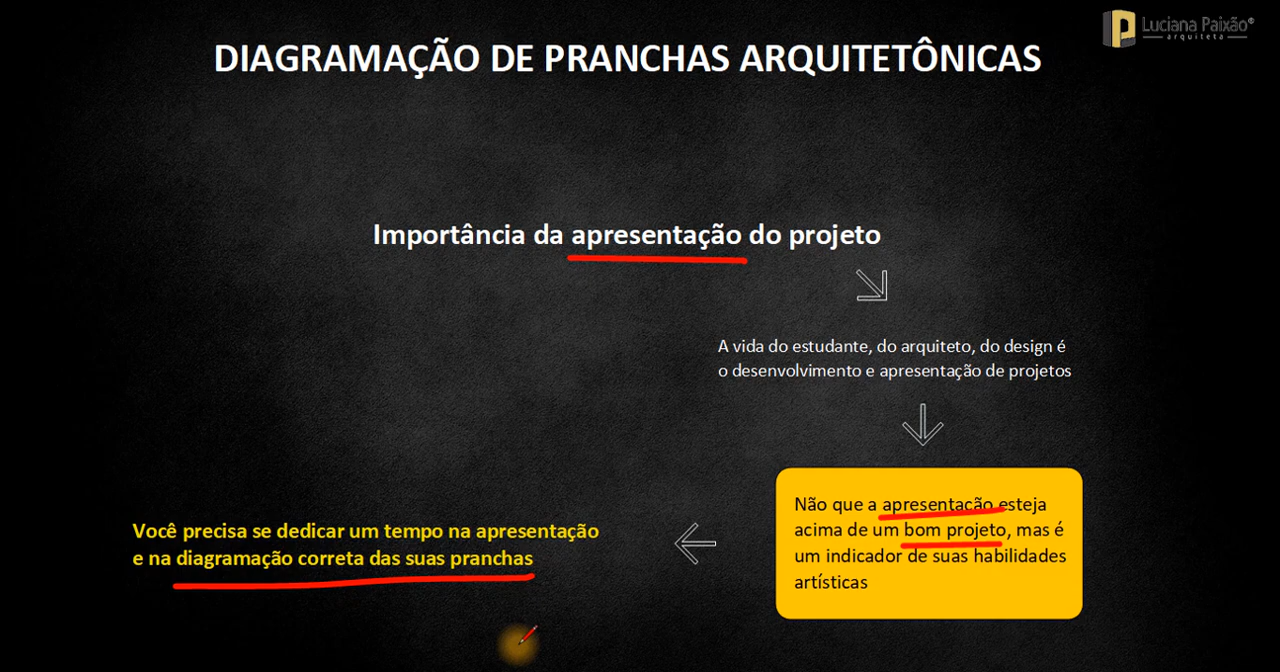 Luciana Paixão®
arquiteta
DIAGRAMAÇÃO DE PRANCHAS ARQUITETÔNICAS
Importância da apresentação do projeto
A vida do estudante, do arquiteto, do design é
o desenvolvimento e apresentação de projetos
Não que a apresentação esteja
acima de um bom projeto, mas é
um indicador de suas habilidades
artísticas
Você precisa se dedicar um tempo na apresentação
e na diagramação correta das suas pranchas